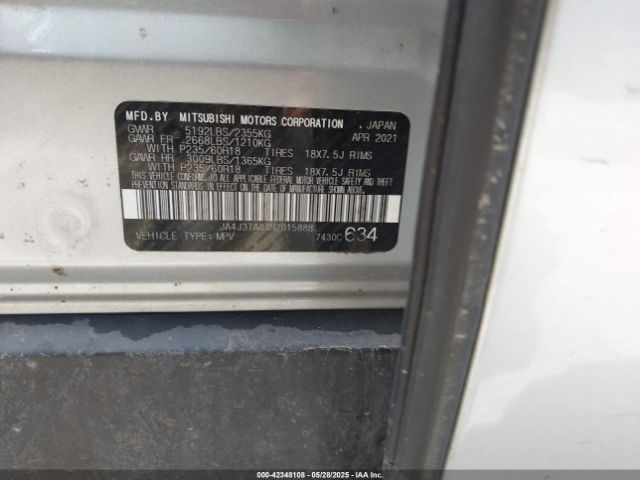 MFD.BY MITSUBISHI MOTORS CORPORATION , JAPAN
GVWR 5192LBS/2355KG APR 2021
GAWR FR 2668LBS/1210KG
WITH P235/60R18 TIRES 18X7.5J RIMS
GAWR RR 3009LBS/1365KG
WITH P235/60R18 TIRES 18X7.5J RIMS
THIS VEHICLE CONFORMS TO ALL APPLICABLE FEDERAL MOTOR VEHICLE SAFETY AND THEFT
PREVENTION STANDARDS IN EFFECT ON THE DATE OF MANUFACTURE SHOWN ABOVE.
VEHICLE TYPE: MPV 7430C 634
000-42348108 - 05/28/2025 - IAAI.COM